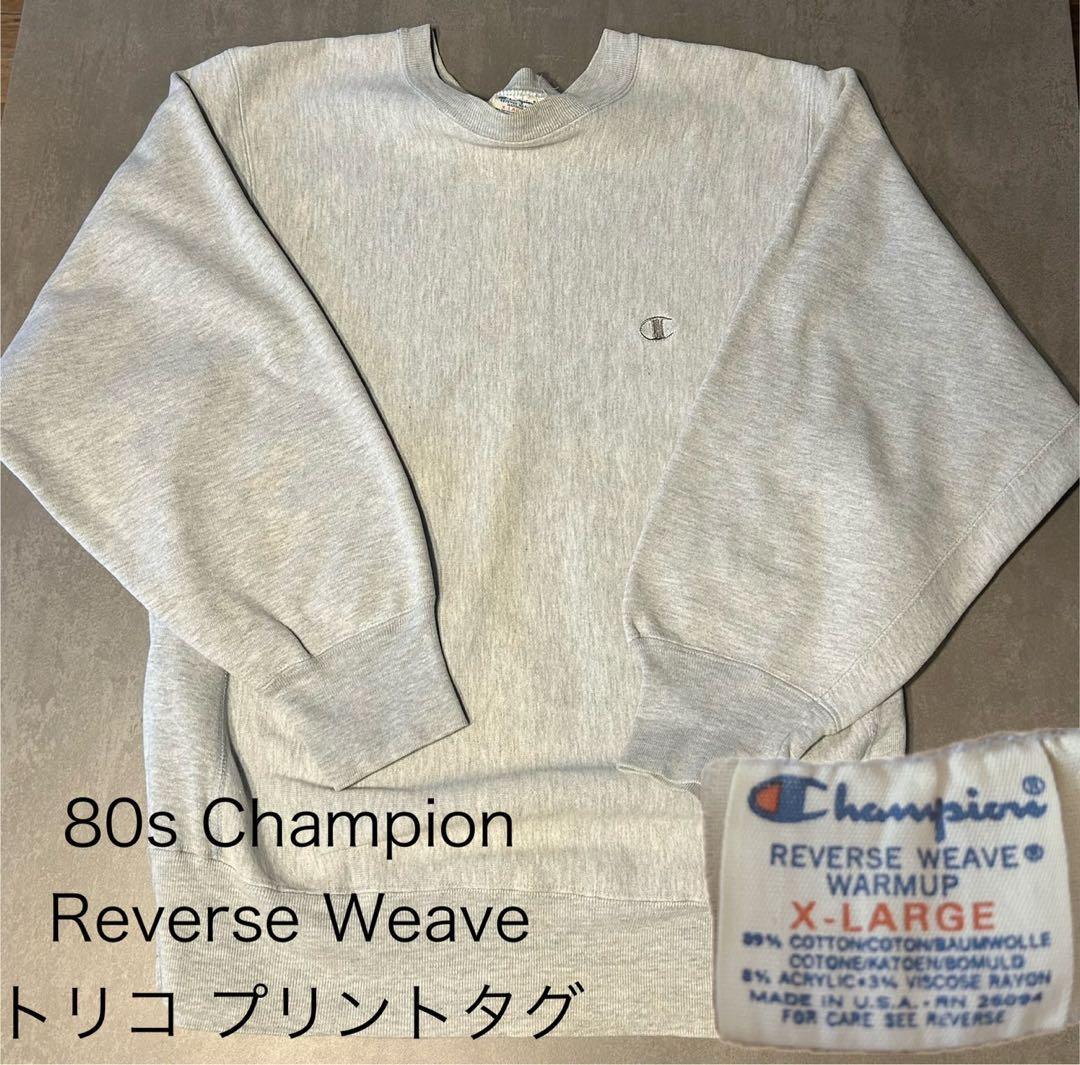 Champion
80s Champion
Reverse Weave
トリコ プリントタグ
Champion®
REVERSE WEAVE®
WARMUP
X-LARGE
89% COTTON/COTON/BAUMWOLLE
COTONE/KATOEN/BOMULD
8% ACRYLIC•3% VISCOSE RAYON
MADE IN U.S.A.-RN 26094
FOR CARE SEE REVERSE